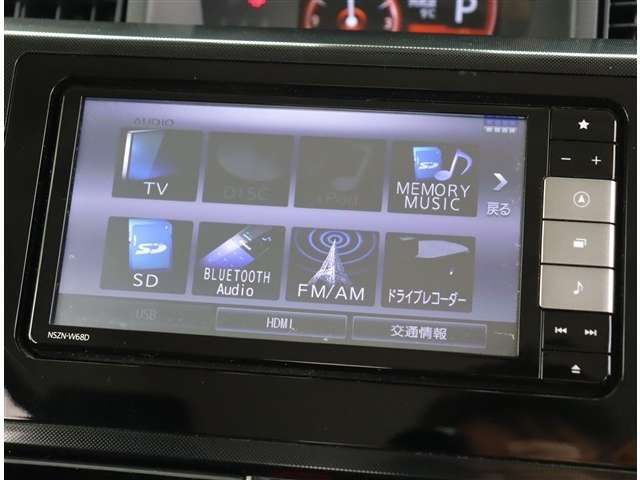 P
AUDIO
TV
DISC
iPod
MEMORY
MUSIC
戻る
SD
SD
BLUETOOTH
Audio
FM/AM
ドライブレコーダー
USB
HDMI
交通情報
NSZN-W68D